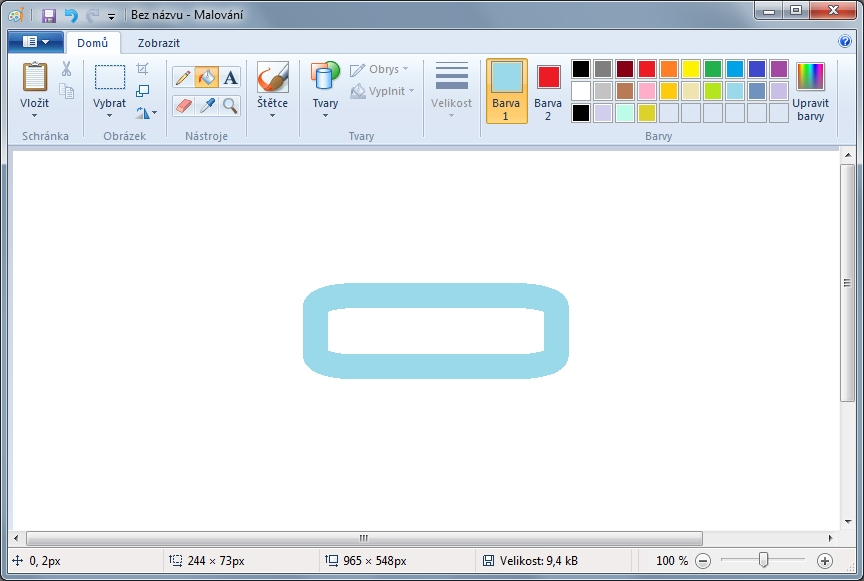 Bez názvu - Malování
Domů
Zobrazit
Vložit
Vybrat
A
Štětce
Tvary
Obrys
Vyplnit
Velikost
Barva
1
Barva
2
Upravit
barvy
Schránka
Obrázek
Nástroje
Tvary
Barvy
0, 2px
244 × 73px
965 × 548px
Velikost: 9,4 kB
100 %